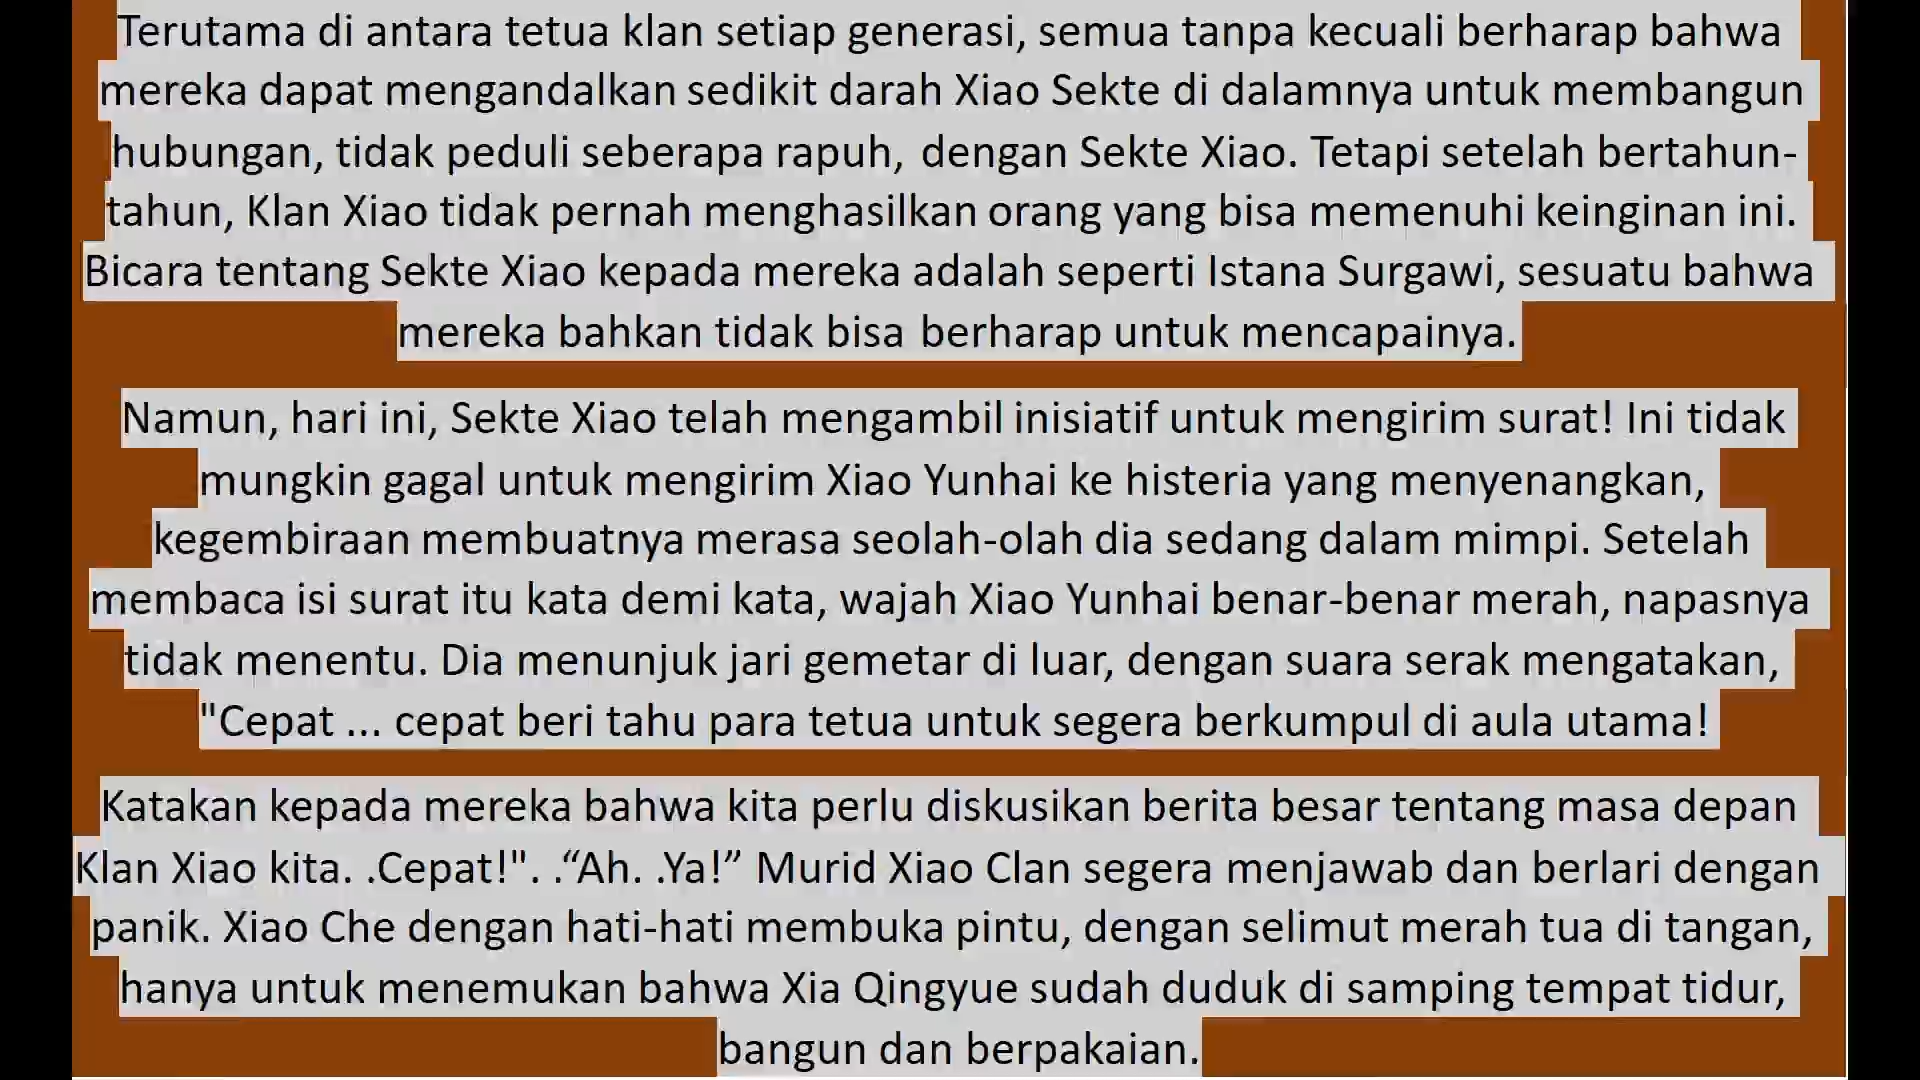 Terutama di antara tetua klan setiap generasi, semua tanpa kecuali berharap bahwa
mereka dapat mengandalkan sedikit darah Xiao Sekte di dalamnya untuk membangun
hubungan, tidak peduli seberapa rapuh, dengan Sekte Xiao. Tetapi setelah bertahun-
tahun, Klan Xiao tidak pernah menghasilkan orang yang bisa memenuhi keinginan ini.
Bicara tentang Sekte Xiao kepada mereka adalah seperti Istana Surgawi, sesuatu bahwa
mereka bahkan tidak bisa berharap untuk mencapainya.
Namun, hari ini, Sekte Xiao telah mengambil inisiatif untuk mengirim surat! Ini tidak
mungkin gagal untuk mengirim Xiao Yunhai ke histeria yang menyenangkan,
kegembiraan membuatnya merasa seolah-olah dia sedang dalam mimpi. Setelah
membaca isi surat itu kata demi kata, wajah Xiao Yunhai benar-benar merah, napasnya
tidak menentu. Dia menunjuk jari gemetar di luar, dengan suara serak mengatakan,
"Cepat ... cepat beri tahu para tetua untuk segera berkumpul di aula utama!
Katakan kepada mereka bahwa kita perlu diskusikan berita besar tentang masa depan
Klan Xiao kita. .Cepat!". .“Ah. .Ya!” Murid Xiao Clan segera menjawab dan berlari dengan
panik. Xiao Che dengan hati-hati membuka pintu, dengan selimut merah tua di tangan,
hanya untuk menemukan bahwa Xia Qingyue sudah duduk di samping tempat tidur,
bangun dan berpakaian.